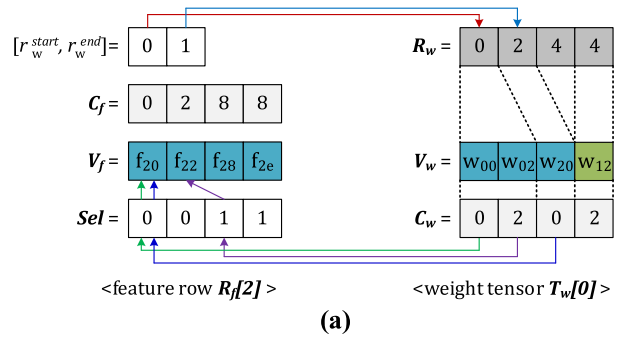 [r_w^start, r_w^end]= 0 1 R_w = 0 2 4 4
C_f = 0 2 8 8
V_f = f20 f22 f28 f2e V_w = w00 w02 w20 w12
Sel = 0 0 1 1 C_w = 0 2 0 2
<feature row R_f[2] > <weight tensor T_w[0] >
(a)